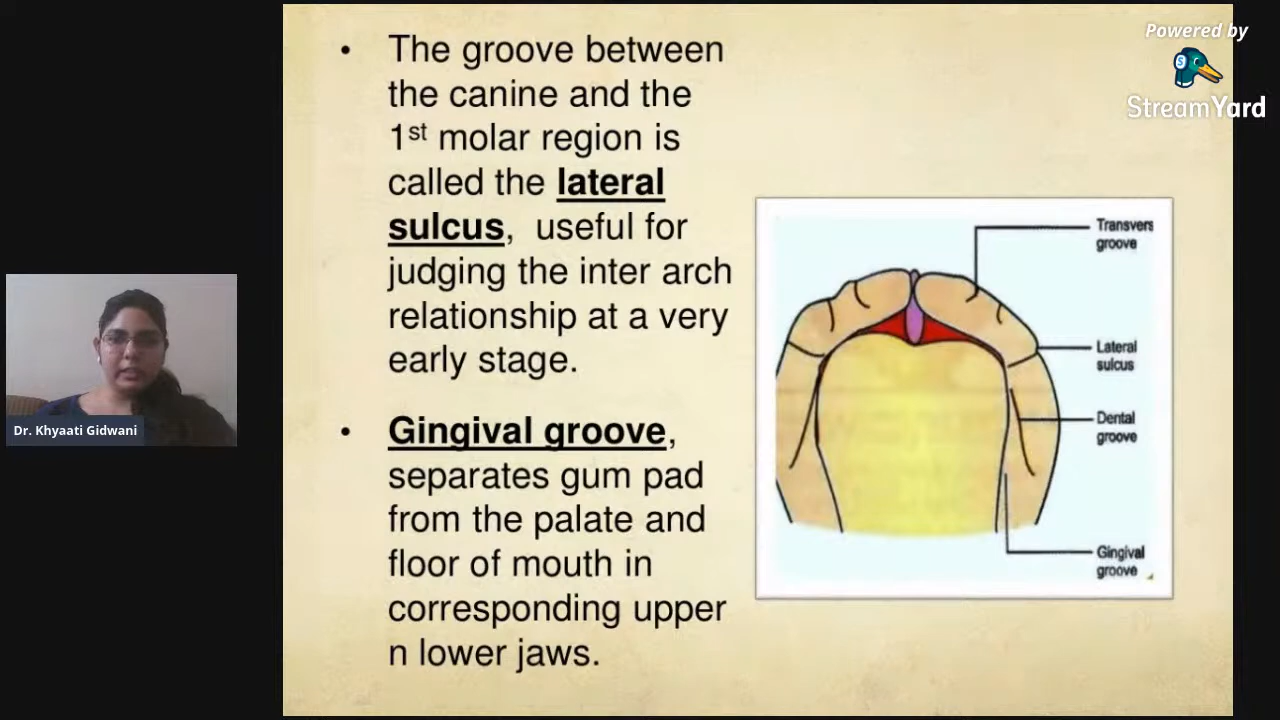 • The groove between
the canine and the
1st molar region is
called the lateral
sulcus,  useful for
judging the inter arch
relationship at a very
early stage.
• Gingival groove,
separates gum pad
from the palate and
floor of mouth in
corresponding upper
n lower jaws.
Transvers
groove
Lateral
sulcus
Dental
groove
Gingival
groove
Dr. Khyaati Gidwani
Powered by
StreamYard